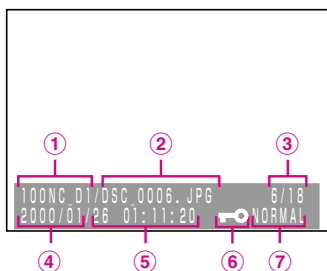 ① ② ③
100NC_D1/DSC_0006.JPG 6/18
2000/01/26 01:11:20 NORMAL
④ ⑤ ⑥ ⑦